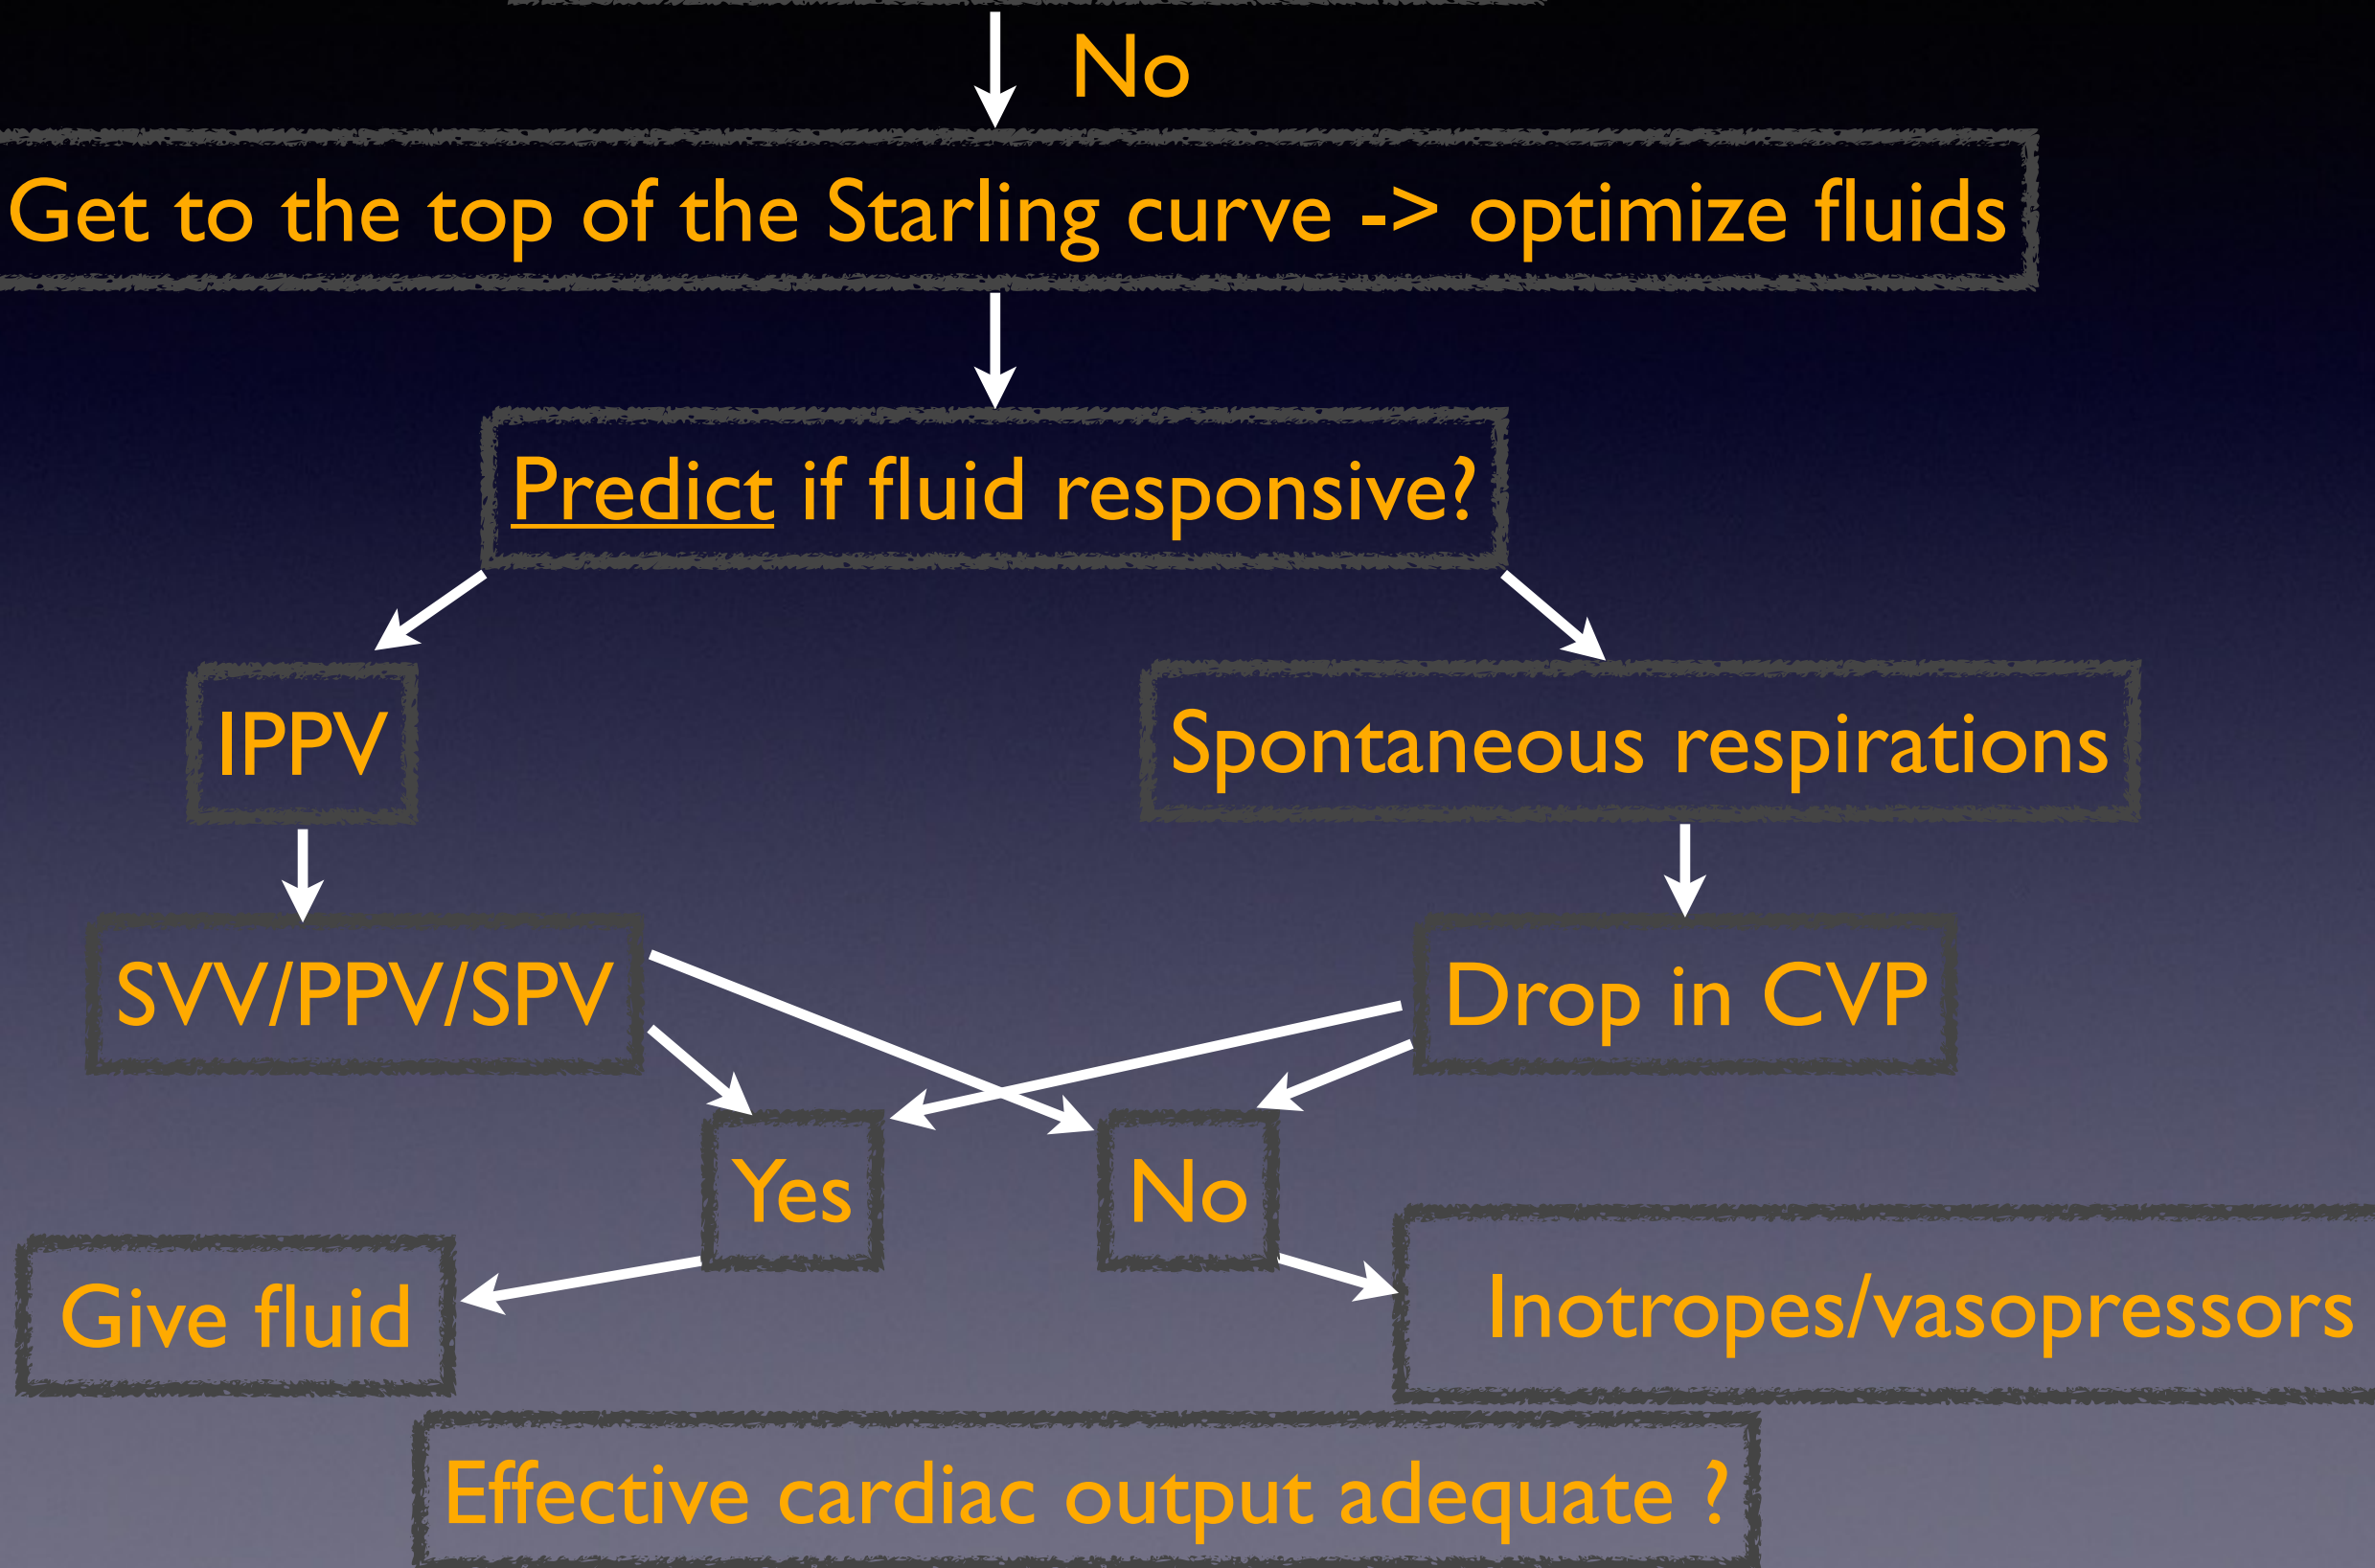 No
Get to the top of the Starling curve -> optimize fluids
Predict if fluid responsive?
IPPV
Spontaneous respirations
SVV/PPV/SPV
Drop in CVP
Yes
No
Give fluid
Inotropes/vasopressors
Effective cardiac output adequate ?